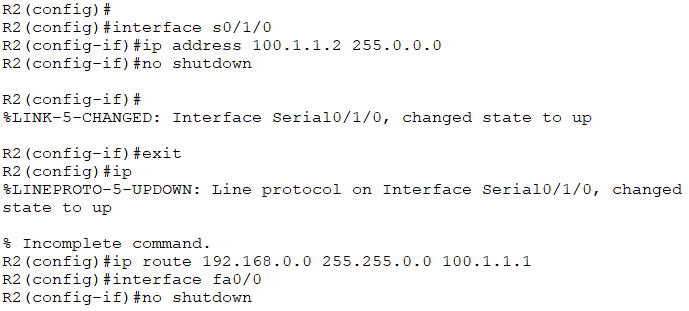 R2(config)#
R2(config)#interface s0/1/0
R2(config-if)#ip address 100.1.1.2 255.0.0.0
R2(config-if)#no shutdown
R2(config-if)#
%LINK-5-CHANGED: Interface Serial0/1/0, changed state to up
R2(config-if)#exit
R2(config)#ip
%LINEPROTO-5-UPDOWN: Line protocol on Interface Serial0/1/0, changed
state to up
% Incomplete command.
R2(config)#ip route 192.168.0.0 255.255.0.0 100.1.1.1
R2(config)#interface fa0/0
R2(config-if)#no shutdown